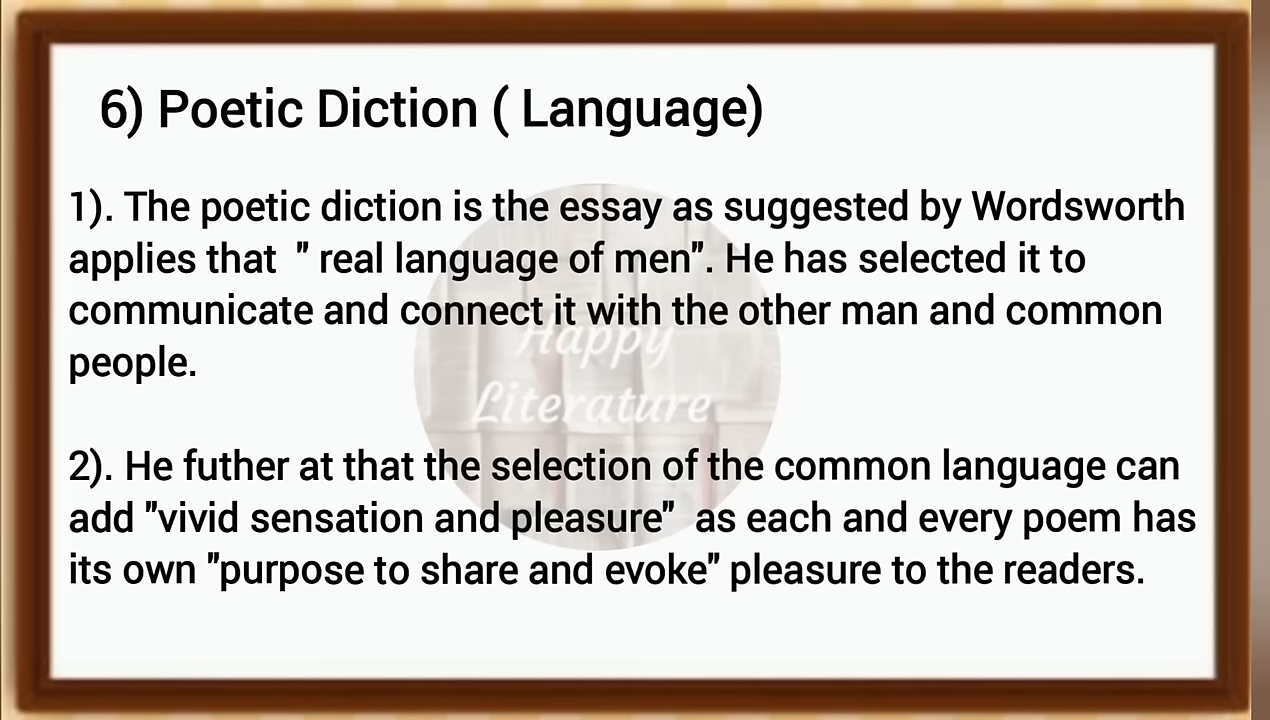 6) Poetic Diction ( Language)
1). The poetic diction is the essay as suggested by Wordsworth
applies that " real language of men". He has selected it to
communicate and connect it with the other man and common
people.
Happy
Literature
2). He futher at that the selection of the common language can
add "vivid sensation and pleasure" as each and every poem has
its own "purpose to share and evoke" pleasure to the readers.